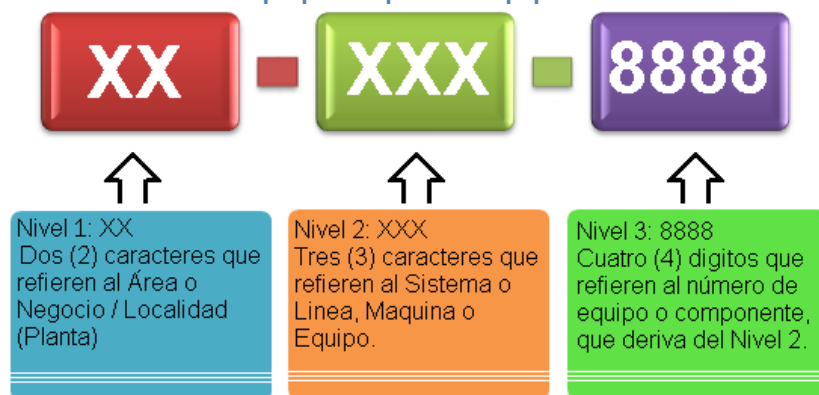 XX - XXX - 8888
Nivel 1: XX
Dos (2) caracteres que
refieren al Área o
Negocio / Localidad
(Planta)
Nivel 2: XXX
Tres (3) caracteres que
refieren al Sistema o
Linea, Maquina o
Equipo.
Nivel 3: 8888
Cuatro (4) digitos que
refieren al número de
equipo o componente,
que deriva del Nivel 2.